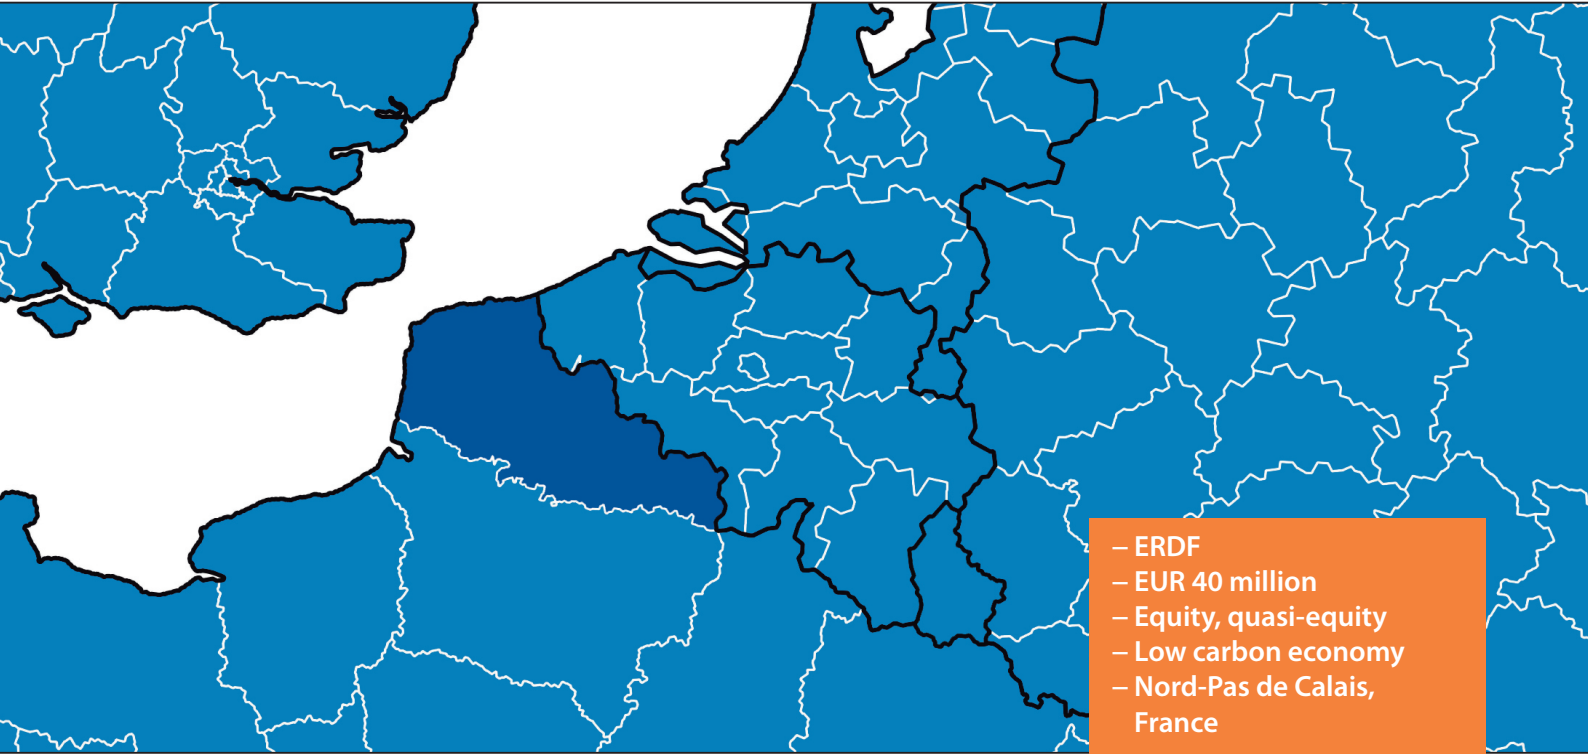 – ERDF
– EUR 40 million
– Equity, quasi-equity
– Low carbon economy
– Nord-Pas de Calais,
France